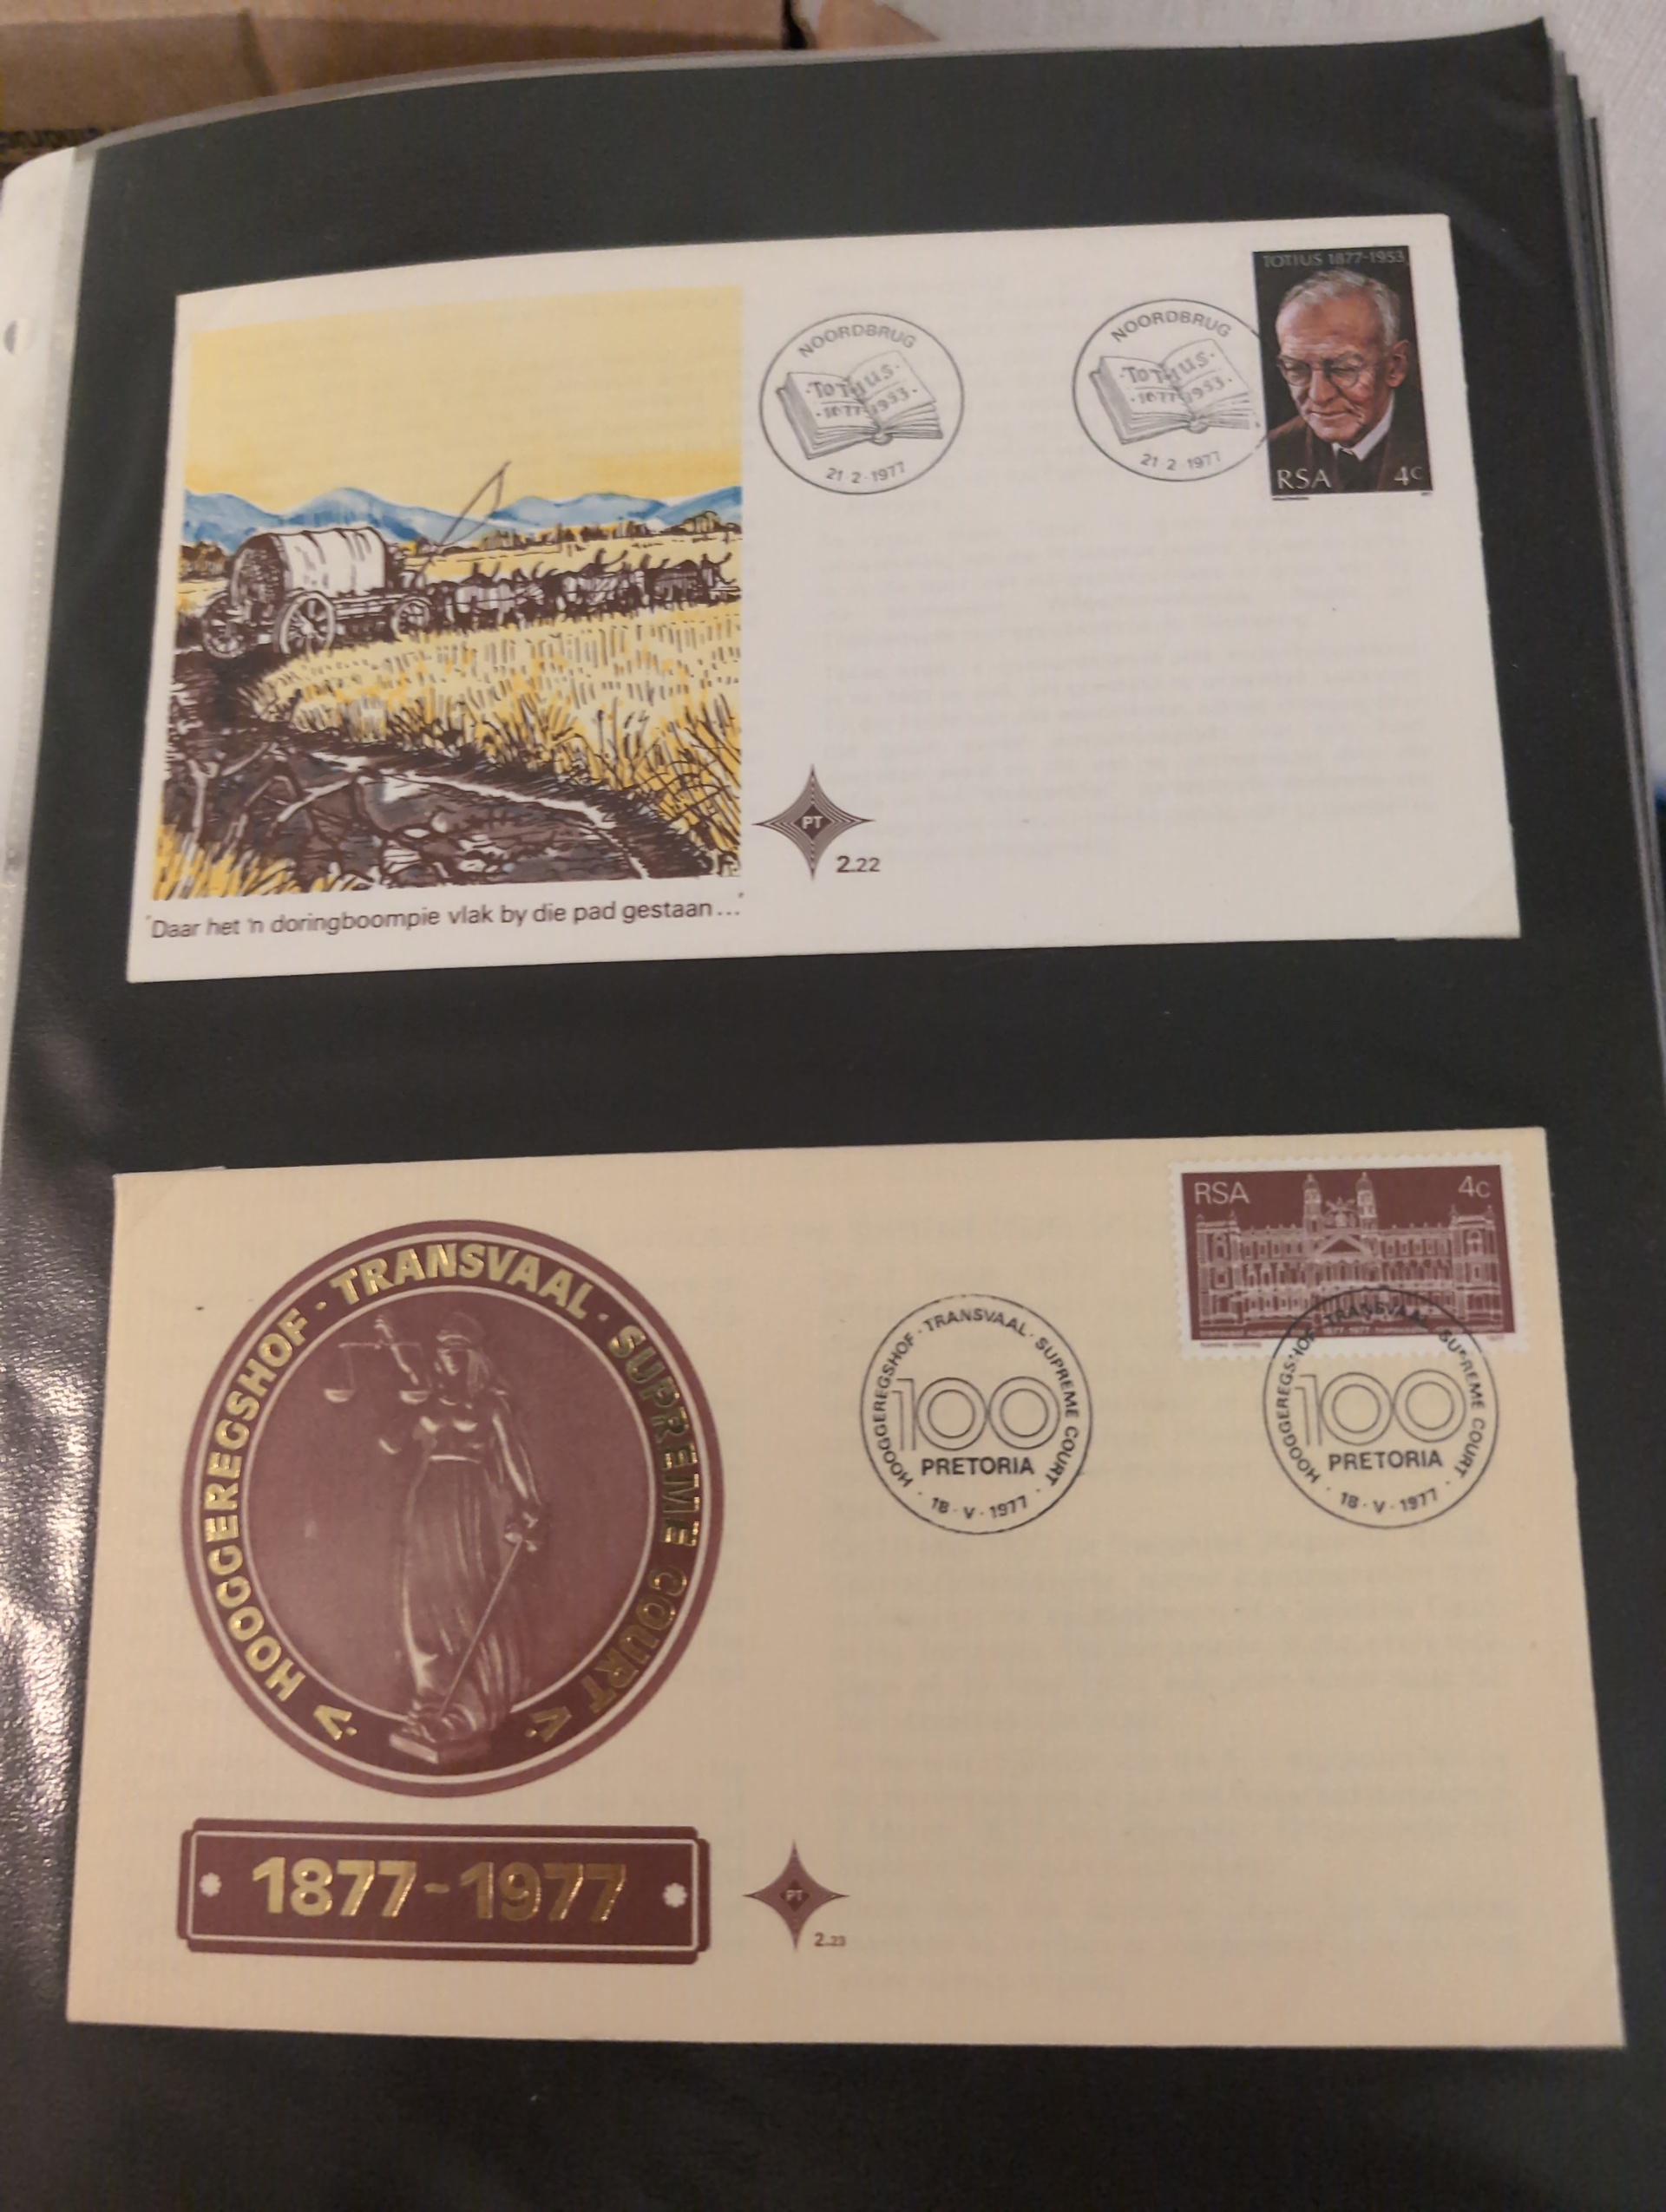 TOTIUS 1877-1953
RSA 4c
NOORDBRUG
TOTIUS
1877 1953
21·2·1977
NOORDBRUG
TOTIUS
1877 1953
21·2·1977
PT
2.22
'Daar het 'n doringboompie vlak by die pad gestaan...'
RSA 4c
HOOGGEREGSHOF · TRANSVAAL · SUPREME COURT
100
PRETORIA
18·V·1977
HOOGGEREGSHOF · TRANSVAAL · SUPREME COURT
100
PRETORIA
18·V·1977
HOOGGEREGSHOF · TRANSVAAL · SUPREME COURT
1877-1977
PT
2.23